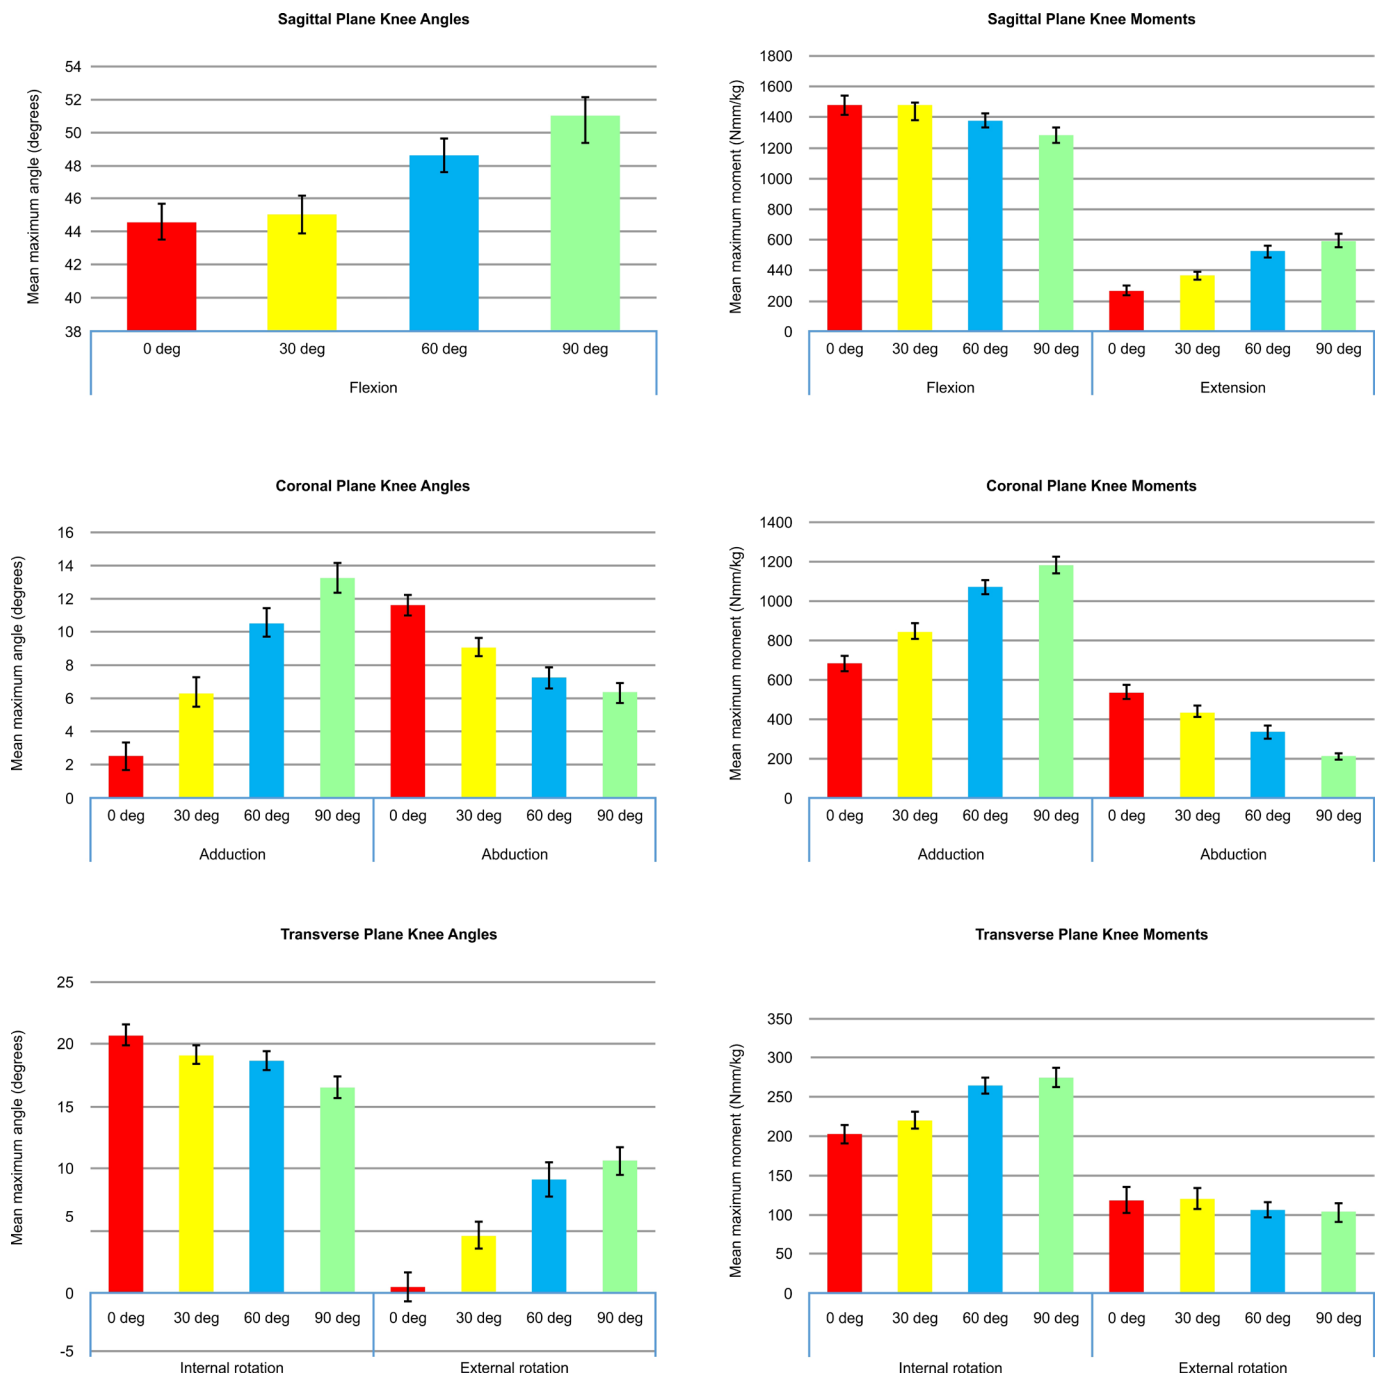 Sagittal Plane Knee Angles
Mean maximum angle (degrees)
54
52
50
48
46
44
42
40
38
0 deg 30 deg 60 deg 90 deg
Flexion
Sagittal Plane Knee Moments
Mean maximum moment (Nmm/kg)
1800
1600
1400
1200
1000
800
600
440
200
0
0 deg 30 deg 60 deg 90 deg 0 deg 30 deg 60 deg 90 deg
Flexion Extension
Coronal Plane Knee Angles
Mean maximum angle (degrees)
16
14
12
10
8
6
4
2
0
0 deg 30 deg 60 deg 90 deg 0 deg 30 deg 60 deg 90 deg
Adduction Abduction
Coronal Plane Knee Moments
Mean maximum moment (Nmm/kg)
1400
1200
1000
800
600
400
200
0
0 deg 30 deg 60 deg 90 deg 0 deg 30 deg 60 deg 90 deg
Adduction Abduction
Transverse Plane Knee Angles
Mean maximum angle (degrees)
25
20
15
10
5
0
-5
0 deg 30 deg 60 deg 90 deg 0 deg 30 deg 60 deg 90 deg
Internal rotation External rotation
Transverse Plane Knee Moments
Mean maximum moment (Nmm/kg)
350
300
250
200
150
100
50
0
0 deg 30 deg 60 deg 90 deg 0 deg 30 deg 60 deg 90 deg
Internal rotation External rotation